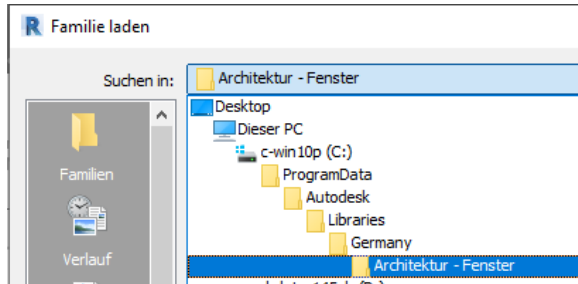 R Familie laden
Suchen in:
Architektur - Fenster
Desktop
Dieser PC
c-win10p (C:)
ProgramData
Autodesk
Libraries
Germany
Architektur - Fenster
Familien
Verlauf